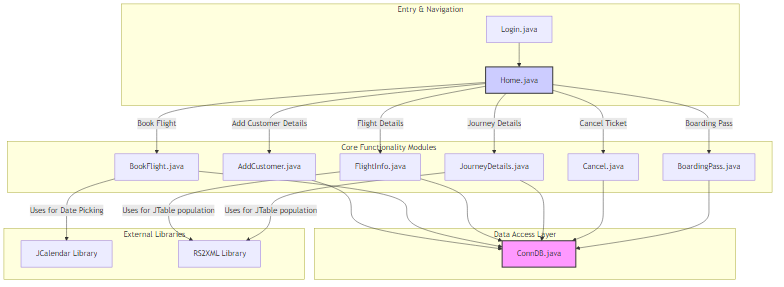 Entry & Navigation
Login.java
Home.java
Book Flight
Add Customer Details
Flight Details
Journey Details
Cancel Ticket
Boarding Pass
Core Functionality Modules
BookFlight.java
AddCustomer.java
FlightInfo.java
JourneyDetails.java
Cancel.java
BoardingPass.java
Uses for Date Picking
Uses for JTable population
Uses for JTable population
External Libraries
Data Access Layer
JCalendar Library
RS2XML Library
ConnDB.java